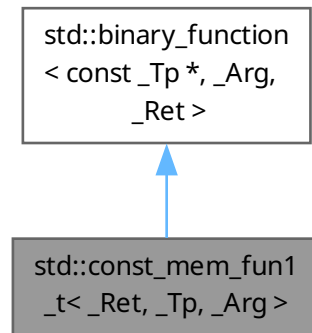 std::binary_function
< const _Tp *, _Arg,
_Ret >
std::const_mem_fun1
_t< _Ret, _Tp, _Arg >